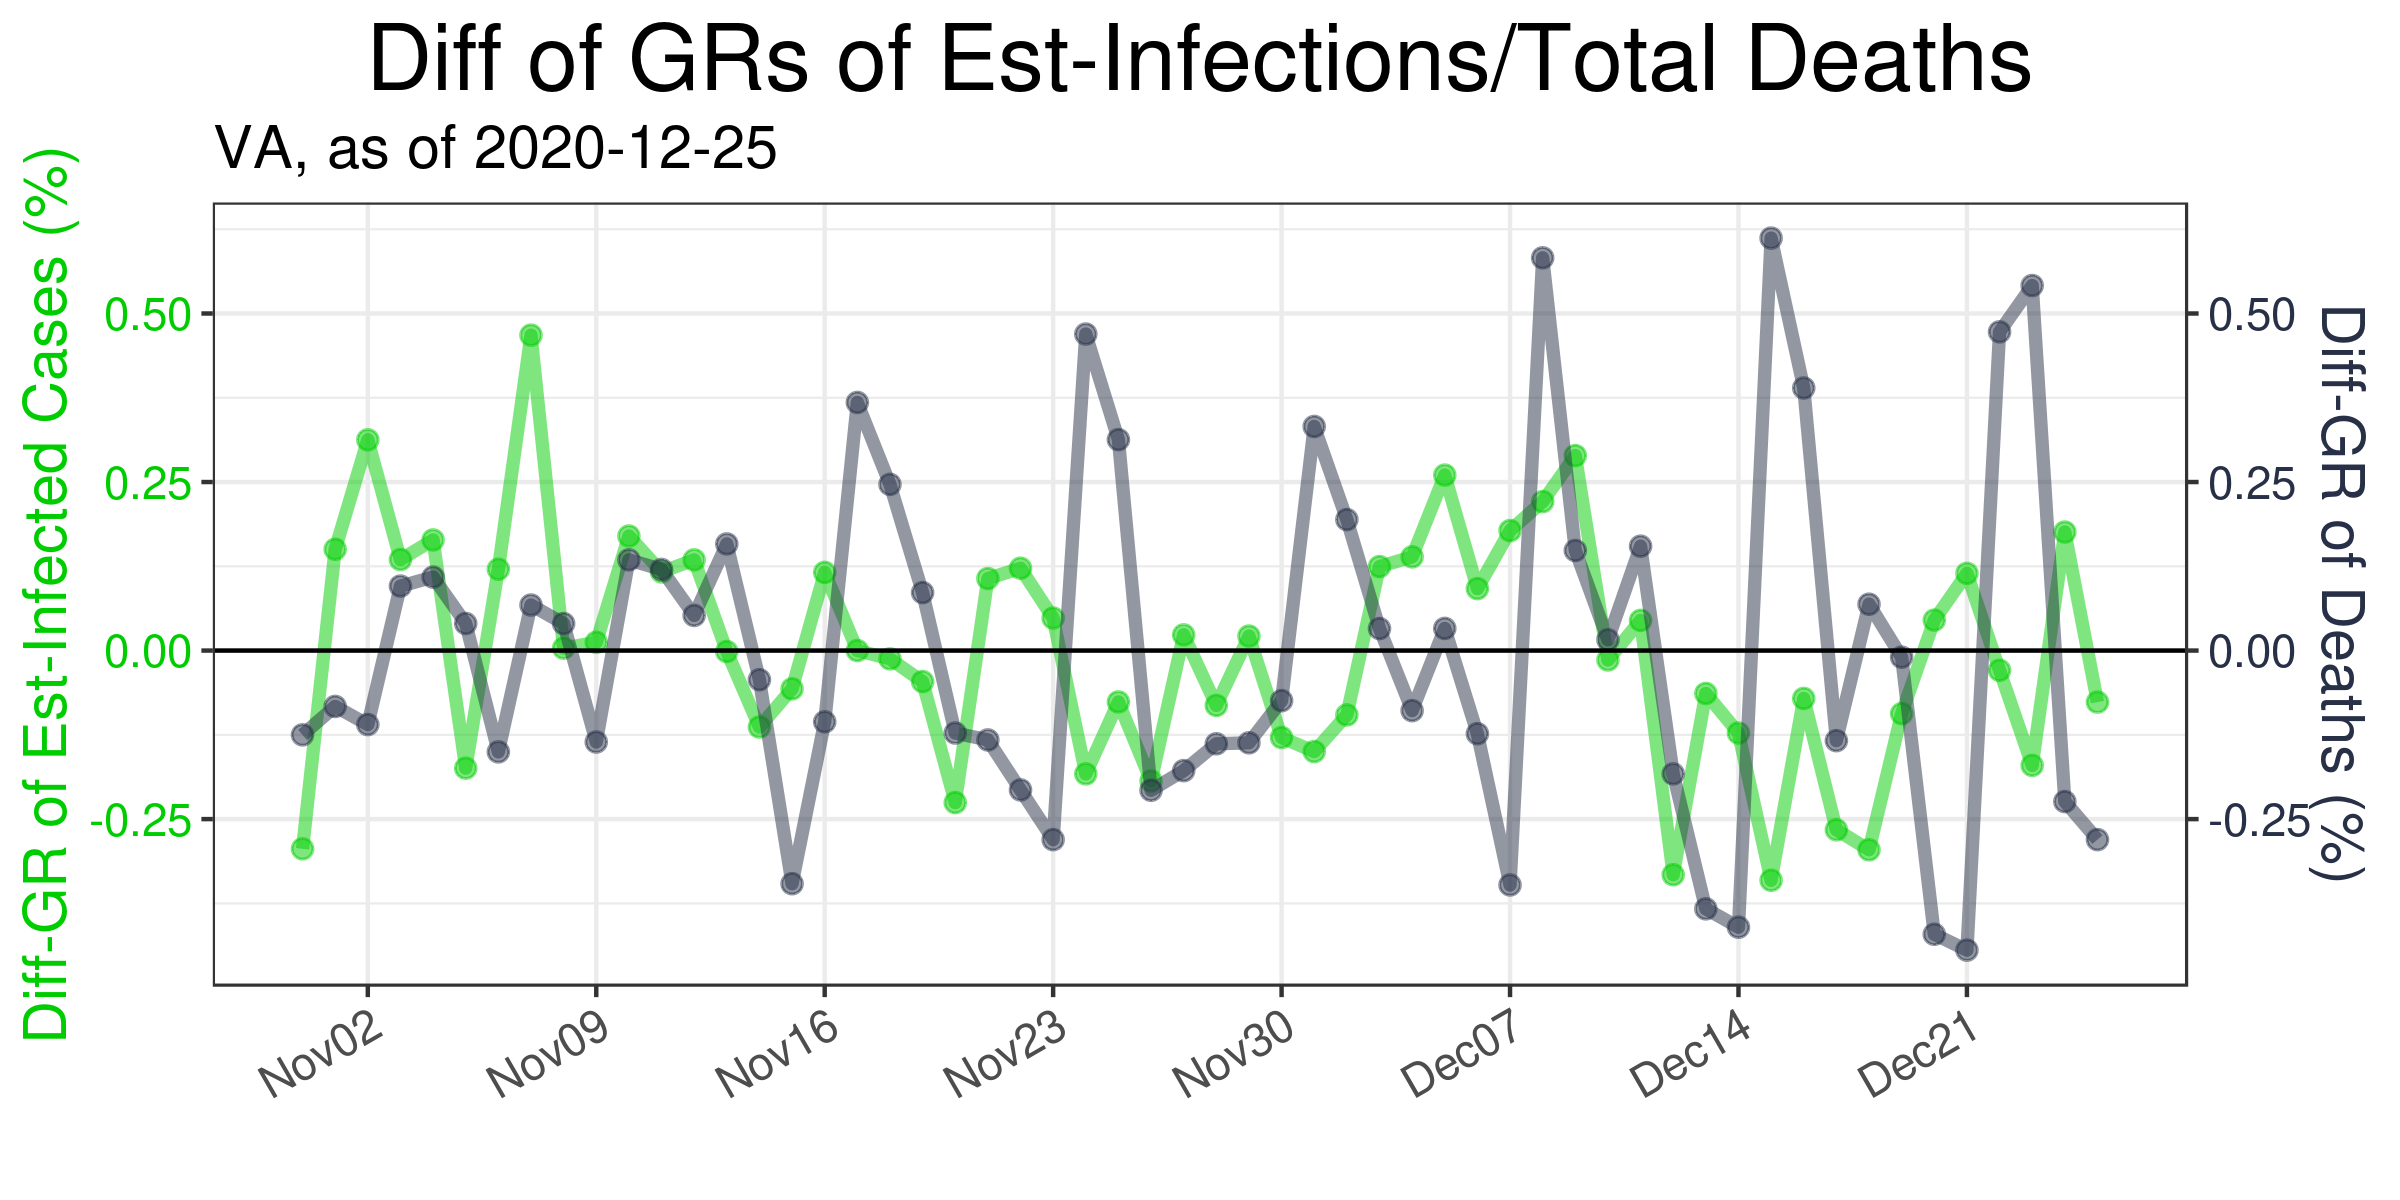 Diff of GRs of Est-Infections/Total Deaths
VA, as of 2020-12-25
Diff-GR of Est-Infected Cases (%)
0.50
0.25
0.00
-0.25
0.50
0.25
0.00
-0.25
Diff-GR of Deaths (%)
Nov02
Nov09
Nov16
Nov23
Nov30
Dec07
Dec14
Dec21